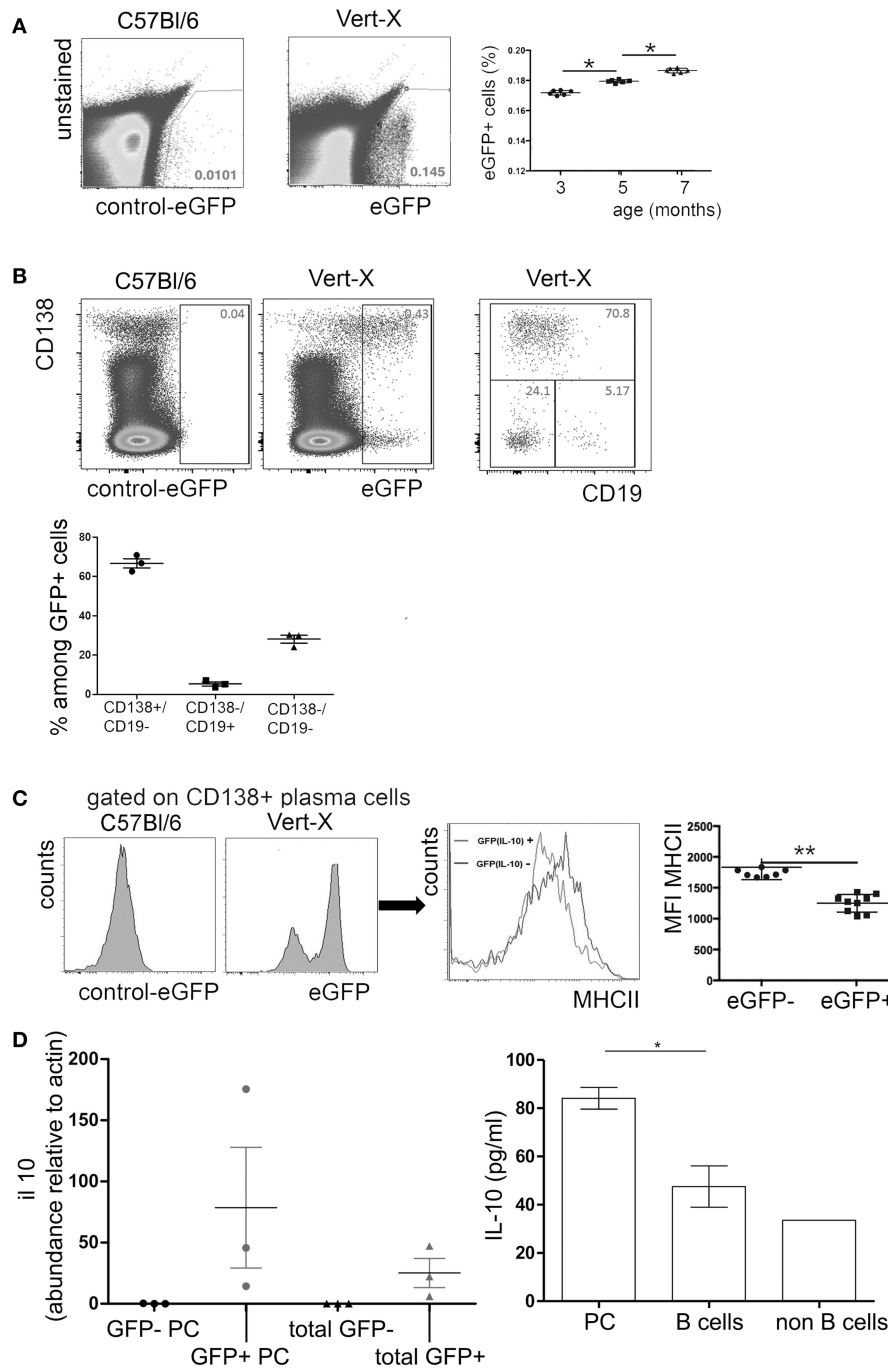 A
C57Bl/6
Vert-X
unstained
0.0101
0.145
control-eGFP
eGFP
eGFP+ cells (%)
0.20
0.18
0.16
0.14
0.12
*
*
3
5
7
age (months)
B
C57Bl/6
Vert-X
Vert-X
CD138
0.04
0.43
70.8
24.1
5.17
control-eGFP
eGFP
CD19
% among GFP+ cells
80
60
40
20
0
CD138+/
CD19-
CD138-/
CD19+
CD138-/
CD19-
C
gated on CD138+ plasma cells
C57Bl/6
Vert-X
counts
control-eGFP
eGFP
counts
GFP(IL-10) +
GFP(IL-10) -
MHCII
MFI MHCII
2500
2000
1500
1000
500
0
**
eGFP-
eGFP+
D
il 10
(abundance relative to actin)
200
150
100
50
0
GFP- PC
GFP+ PC
total GFP-
total GFP+
IL-10 (pg/ml)
100
80
60
40
20
0
*
PC
B cells
non B cells